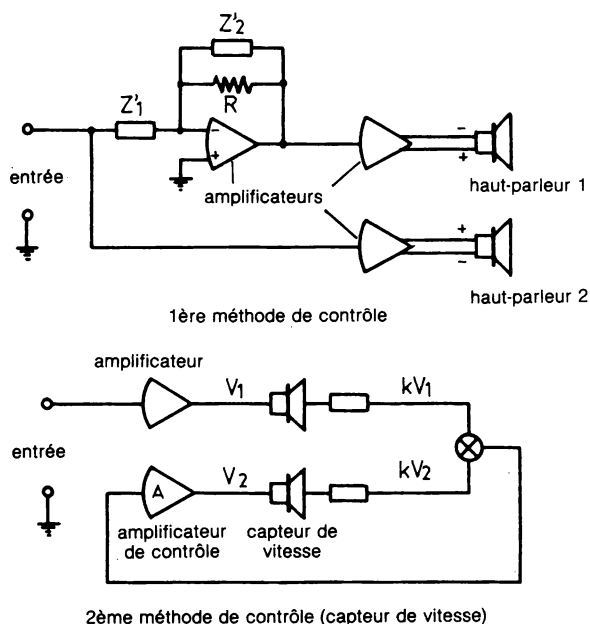 Z'2
Z'1
R
−
+
−
+
entrée
amplificateurs
haut-parleur 1
+
−
haut-parleur 2
1ère méthode de contrôle
amplificateur
V1
kV1
entrée
A
V2
kV2
amplificateur
de contrôle
capteur de
vitesse
2ème méthode de contrôle (capteur de vitesse)